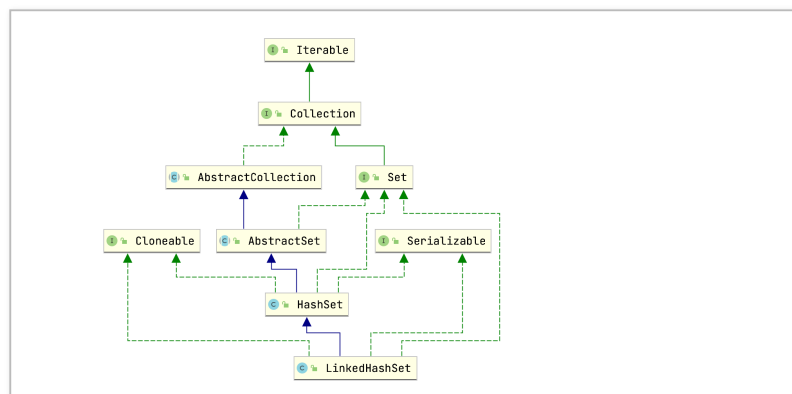 I Iterable
I Collection
C AbstractCollection
I Set
I Cloneable
C AbstractSet
I Serializable
C HashSet
C LinkedHashSet